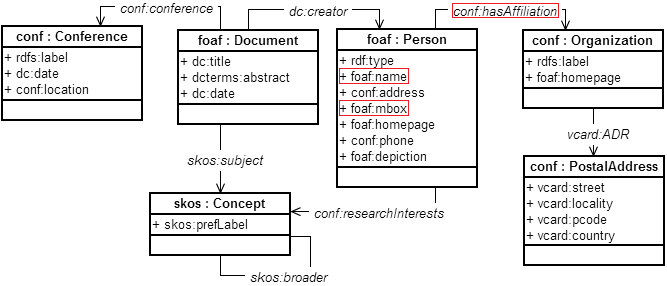 conf:conference
dc:creator
conf:hasAffiliation
conf : Conference
+ rdfs:label
+ dc:date
+ conf:location
foaf : Document
+ dc:title
+ dcterms:abstract
+ dc:date
foaf : Person
+ rdf.type
+ foaf:name
+ conf:address
+ foaf:mbox
+ foaf:homepage
+ conf:phone
+ foaf:depiction
conf : Organization
+ rdfs:label
+ foaf:homepage
vcard:ADR
skos:subject
conf : PostalAddress
+ vcard:street
+ vcard:locality
+ vcard:pcode
+ vcard:country
skos : Concept
+ skos:prefLabel
conf:researchInterests
skos:broader